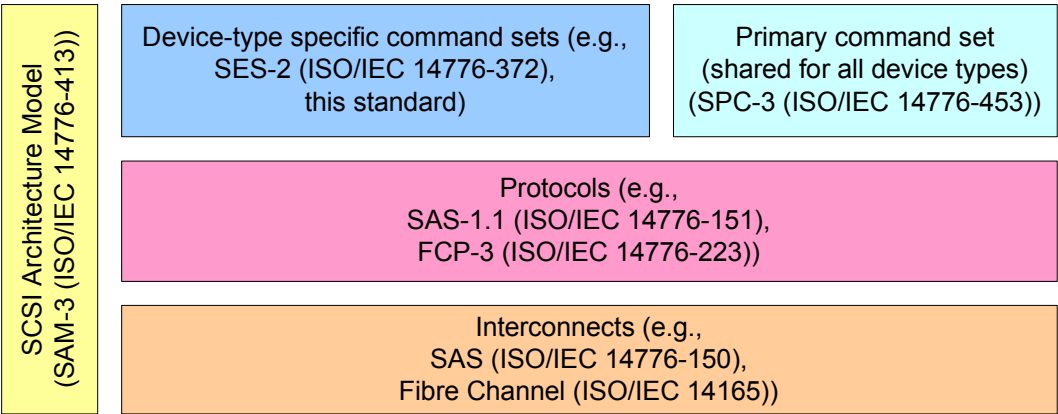 SCSI Architecture Model
(SAM-3 (ISO/IEC 14776-413))
Device-type specific command sets (e.g.,
SES-2 (ISO/IEC 14776-372),
this standard)
Primary command set
(shared for all device types)
(SPC-3 (ISO/IEC 14776-453))
Protocols (e.g.,
SAS-1.1 (ISO/IEC 14776-151),
FCP-3 (ISO/IEC 14776-223))
Interconnects (e.g.,
SAS (ISO/IEC 14776-150),
Fibre Channel (ISO/IEC 14165))